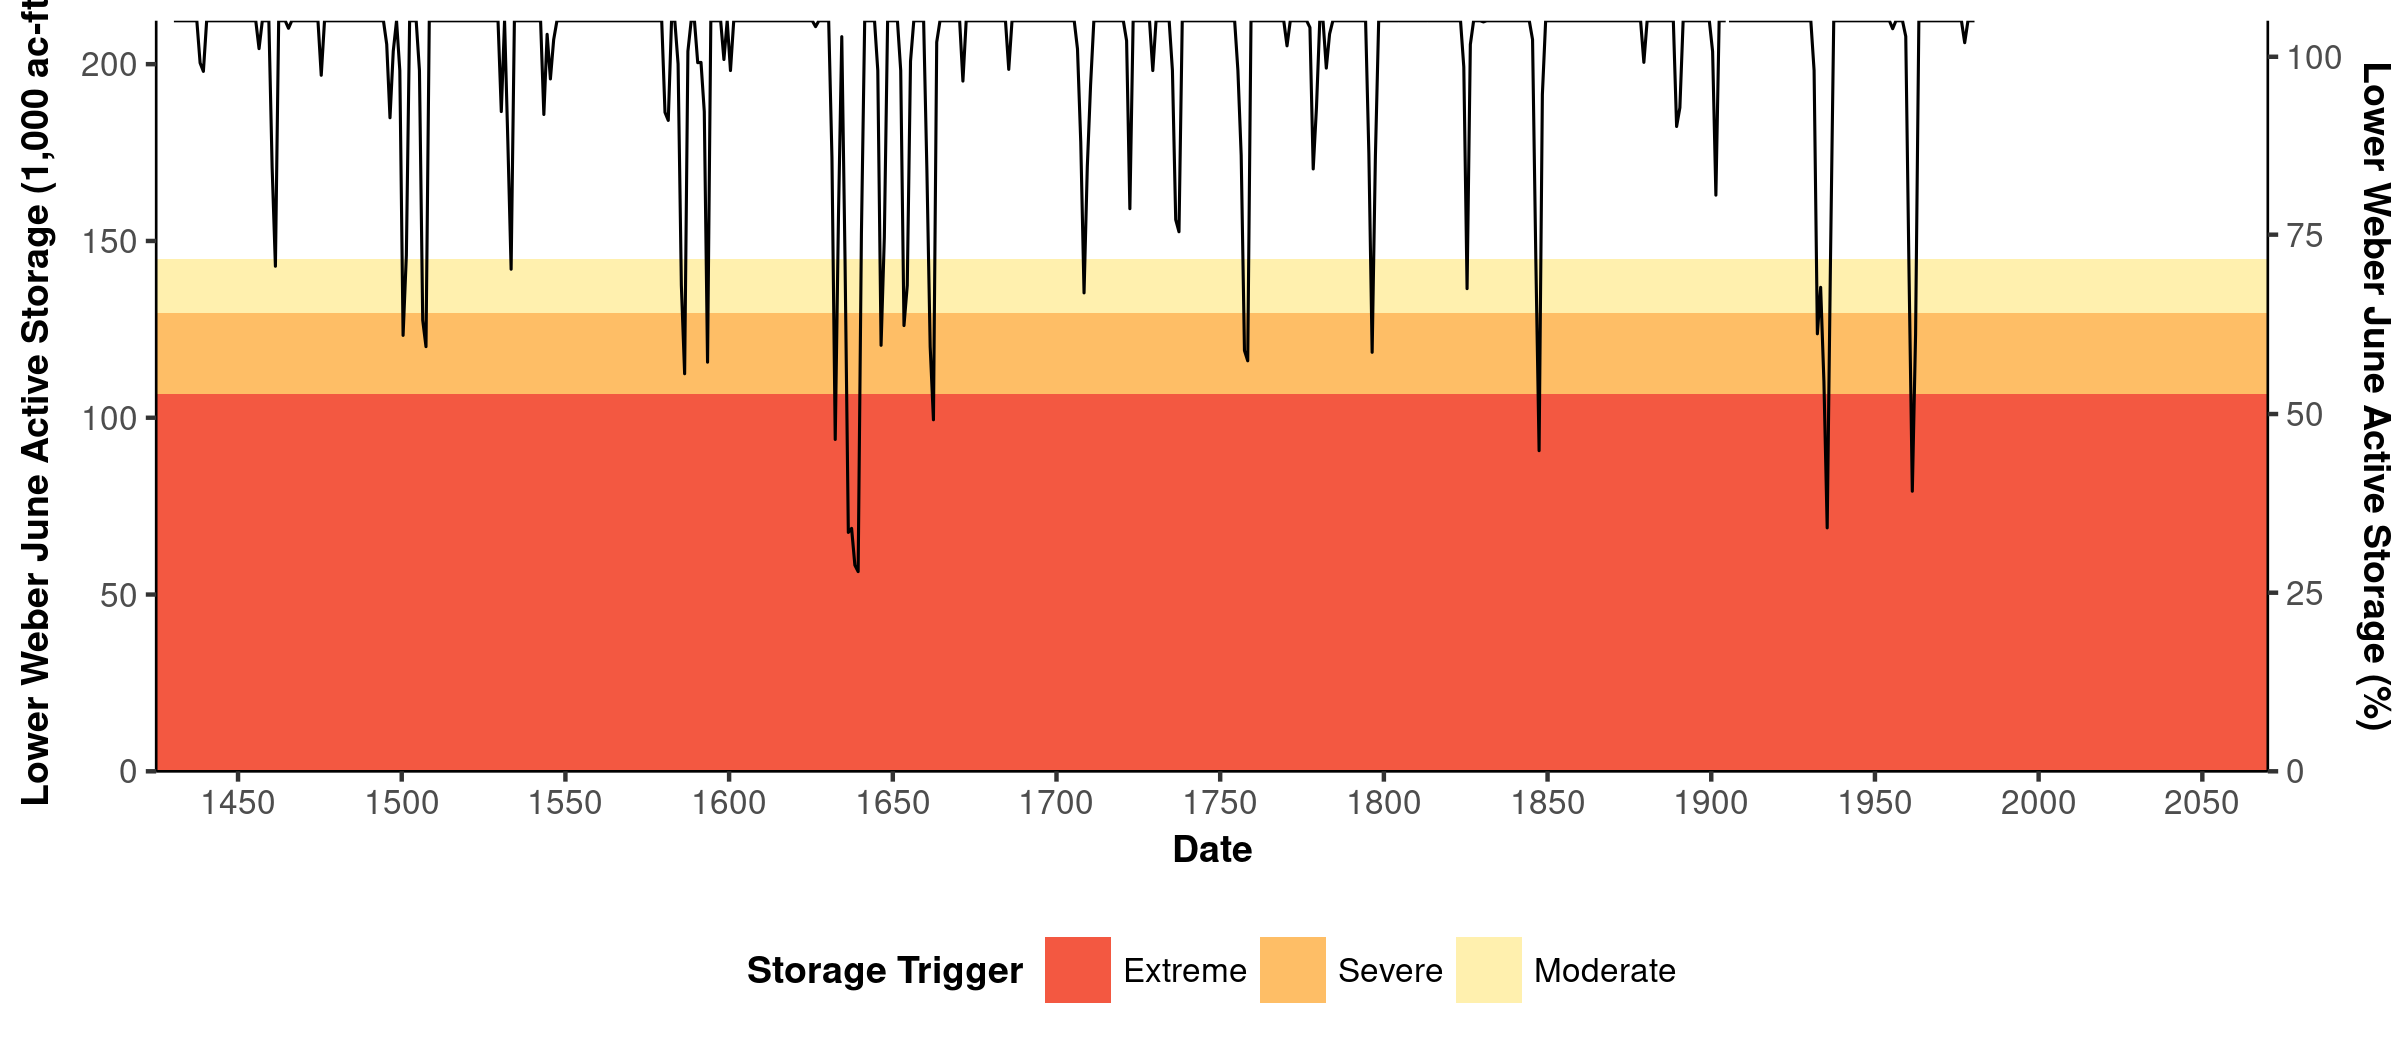 Lower Weber June Active Storage (1,000 ac-ft
200
150
100
50
0
100
75
50
25
0
Lower Weber June Active Storage (%)
1450 1500 1550 1600 1650 1700 1750 1800 1850 1900 1950 2000 2050
Date
Storage Trigger Extreme Severe Moderate